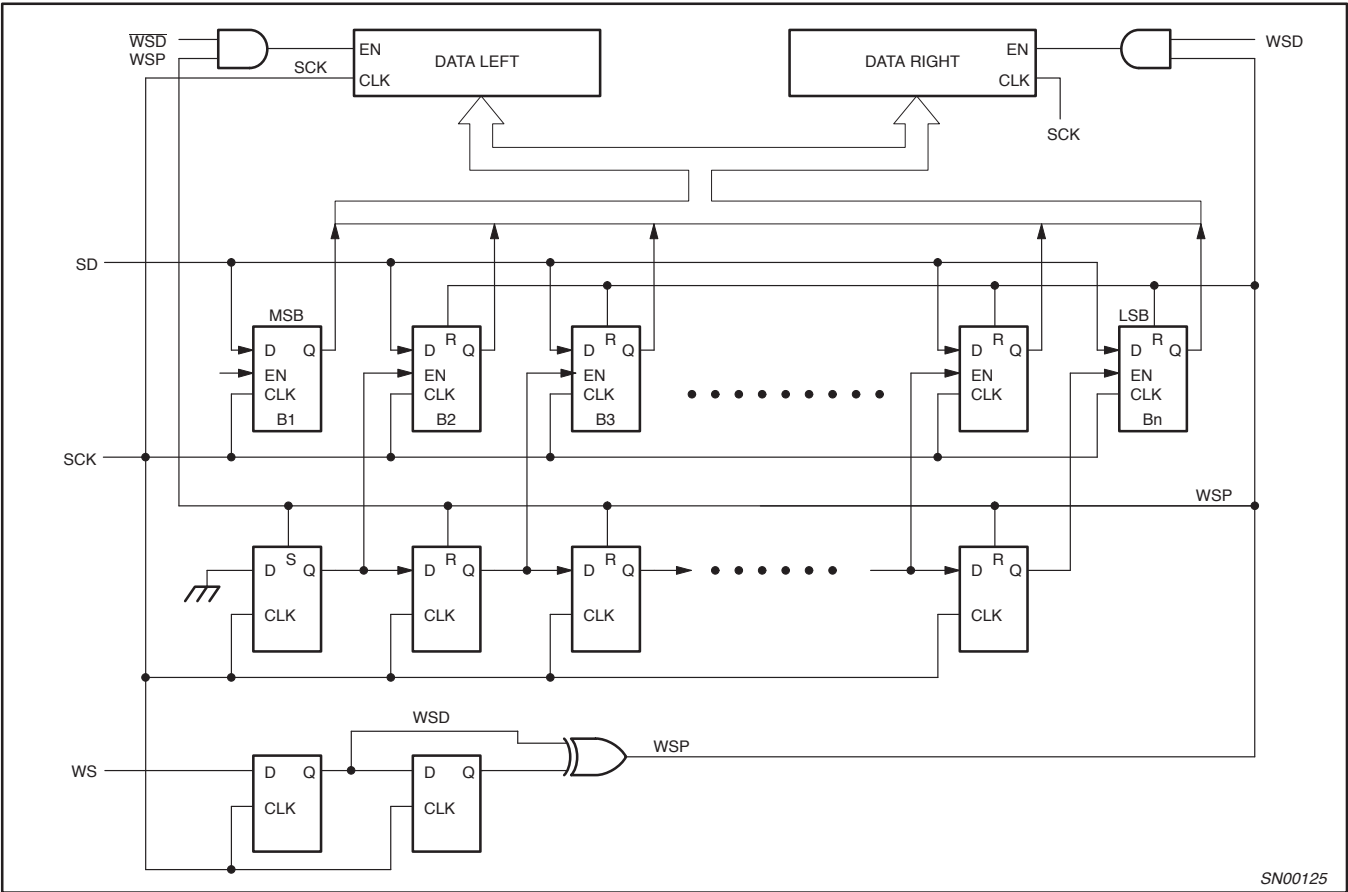 WSD
WSP
SCK
EN
CLK
DATA LEFT
DATA RIGHT
EN
CLK
WSD
SCK
SD
MSB
D Q
EN
CLK
B1
R
D Q
EN
CLK
B2
R
D Q
EN
CLK
B3
R
D Q
EN
CLK
LSB
R
D Q
EN
CLK
Bn
SCK
WSP
S
D Q
CLK
R
D Q
CLK
R
D Q
CLK
R
D Q
CLK
WSD
WSP
WS
D Q
CLK
D Q
CLK
SN00125